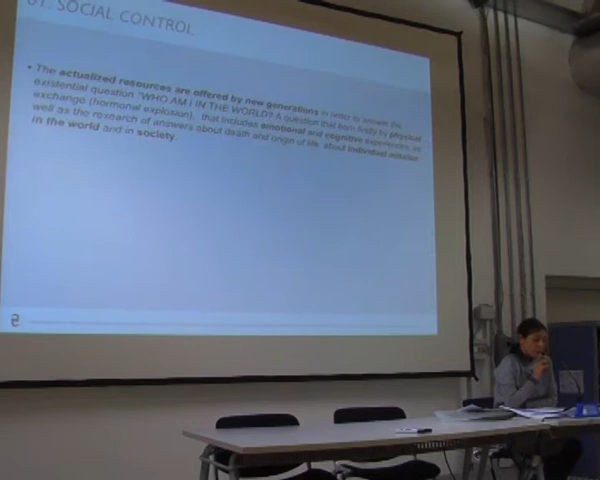 01. SOCIAL CONTROL
• The actualized resources are offered by new generations in order to answer the
existential question "WHO AM I IN THE WORLD? A question that born firstly by physical
exchange (hormonal explosion), that includes emotional and cognitive experiences, as
well as the research of answers about death and origin of life, about individual mission
in the world and in society.